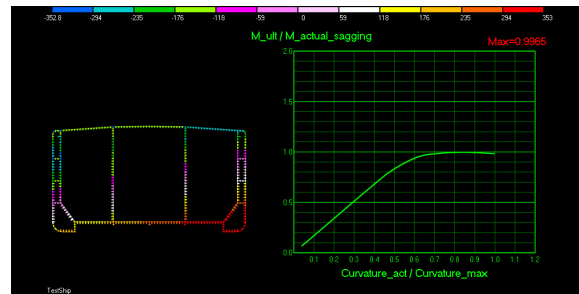 -352.8 -294 -235 -176 -118 -59 0 59 118 176 235 294 353
M_ult / M_actual_sagging
Max=0.9965
2.0
1.5
1.0
0.5
0.0
0.1 0.2 0.3 0.4 0.5 0.6 0.7 0.8 0.9 1.0 1.1 1.2
Curvature_act / Curvature_max
TestShip